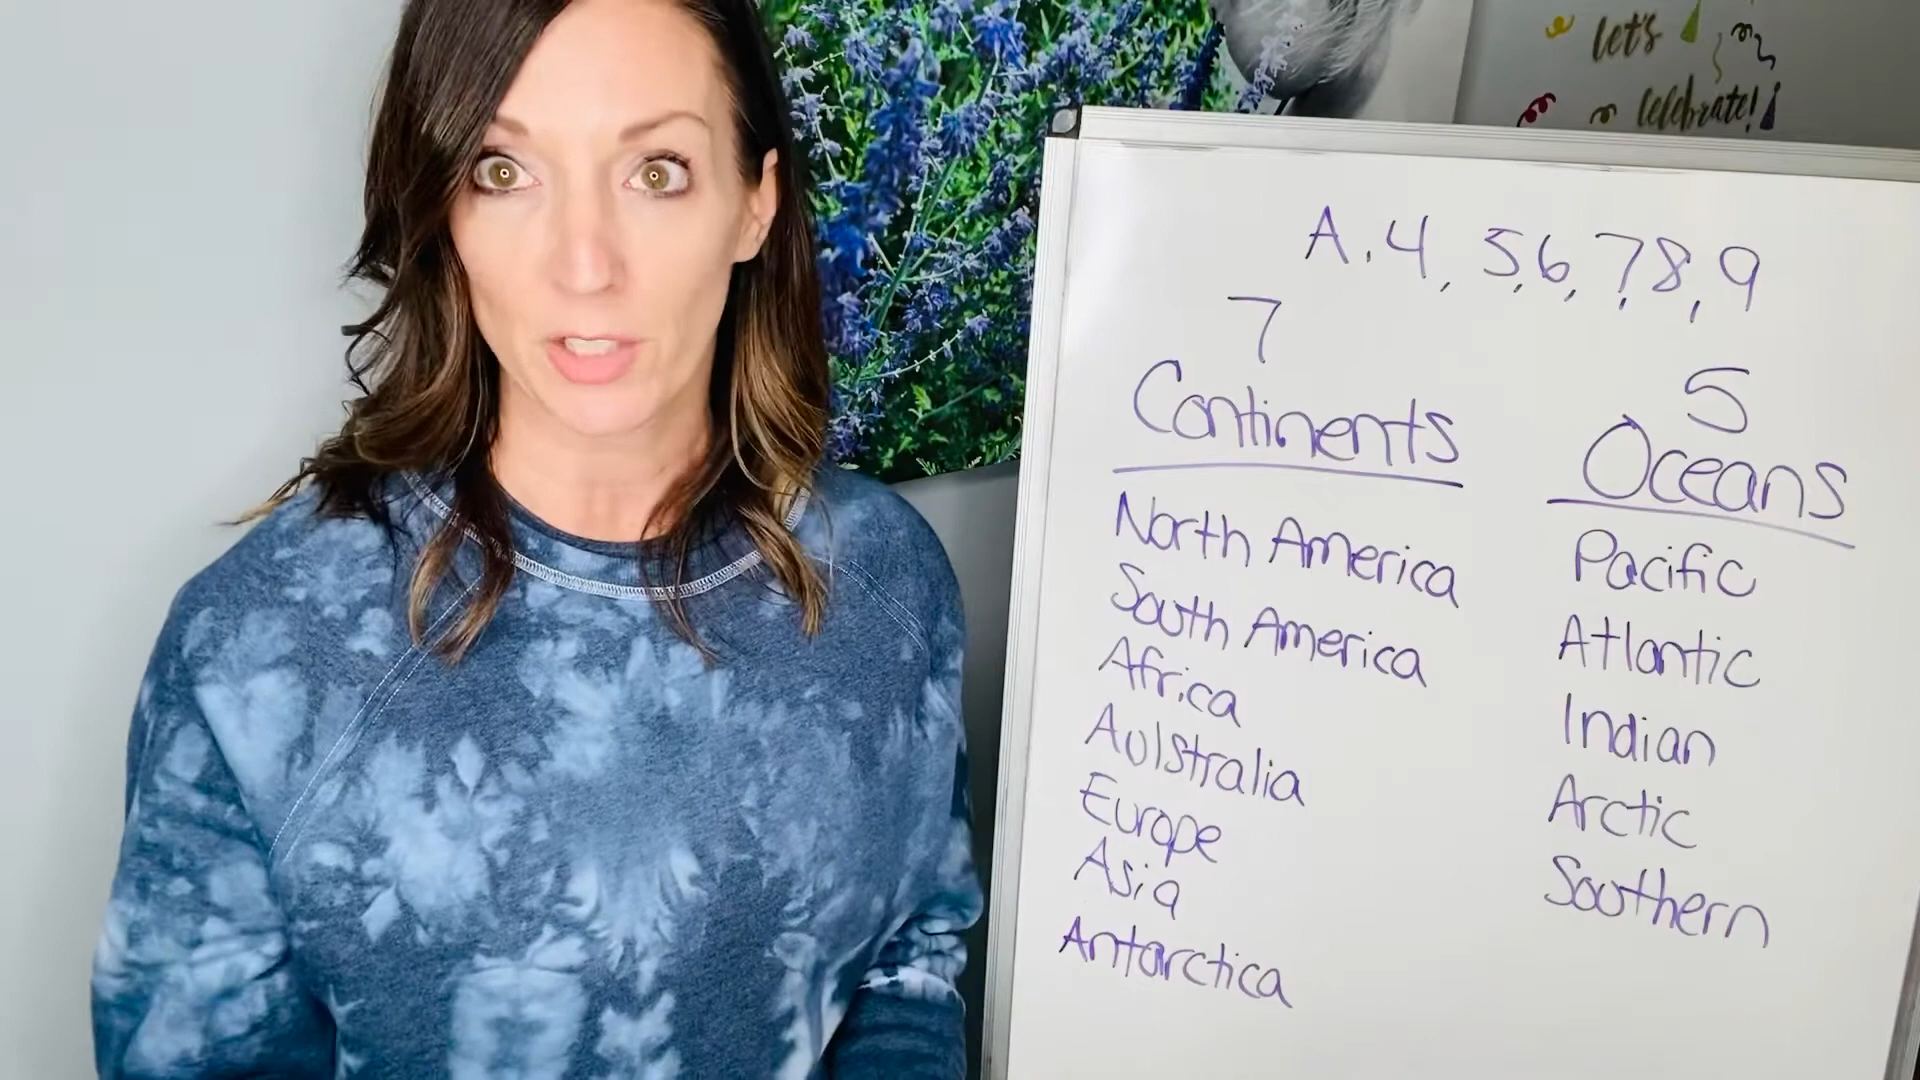 let's
celebrate!
A. 4, 5, 6, 7, 8, 9
7
Continents
North America
South America
Africa
Aulstralia
Europe
Asia
Antarctica
5
Oceans
Pacific
Atlantic
Indian
Arctic
Southern